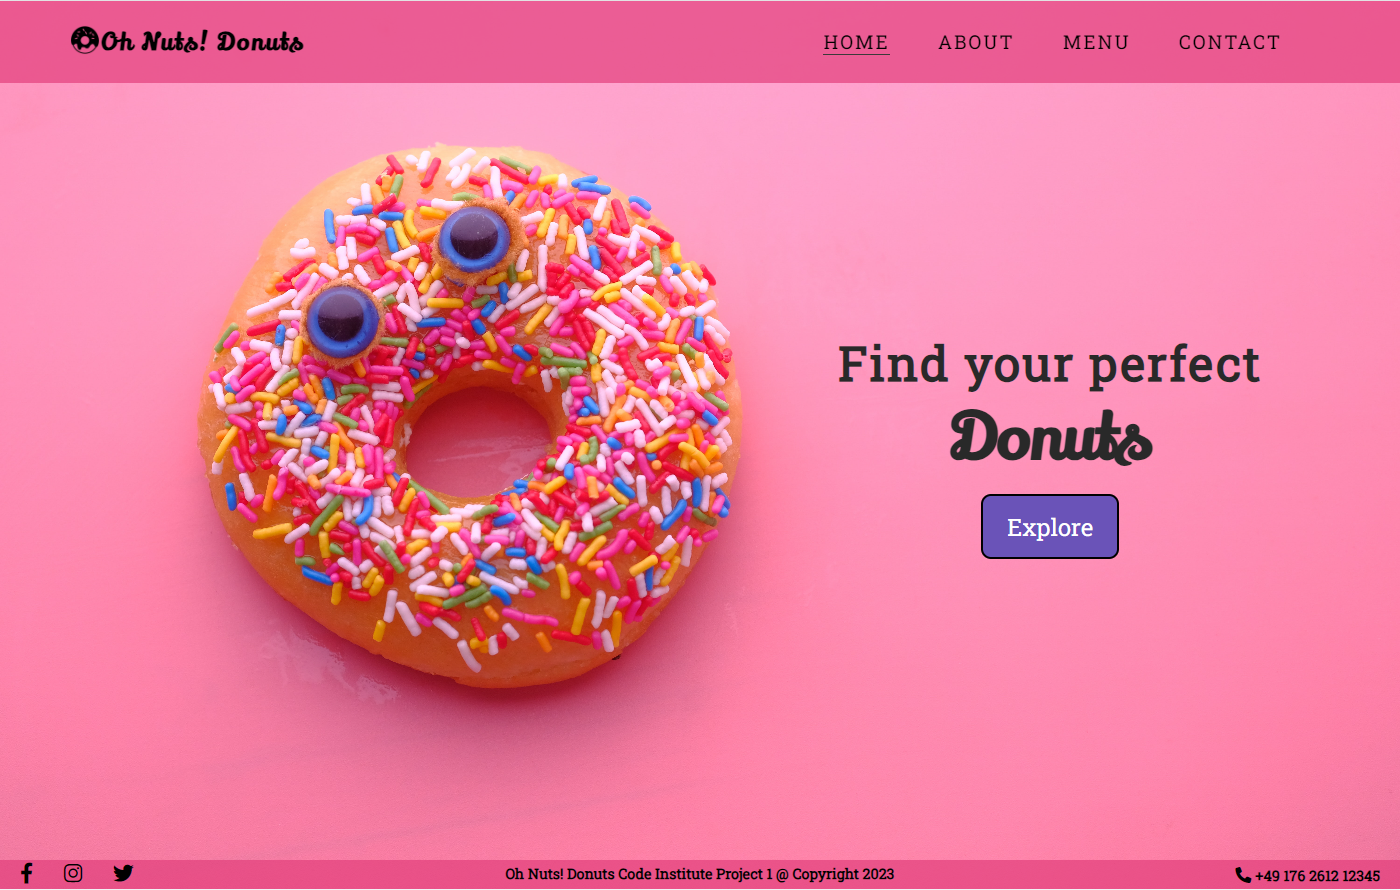 Oh Nuts! Donuts
HOME ABOUT MENU CONTACT
Find your perfect
Donuts
Explore
Oh Nuts! Donuts Code Institute Project 1 @ Copyright 2023
+49 176 2612 12345